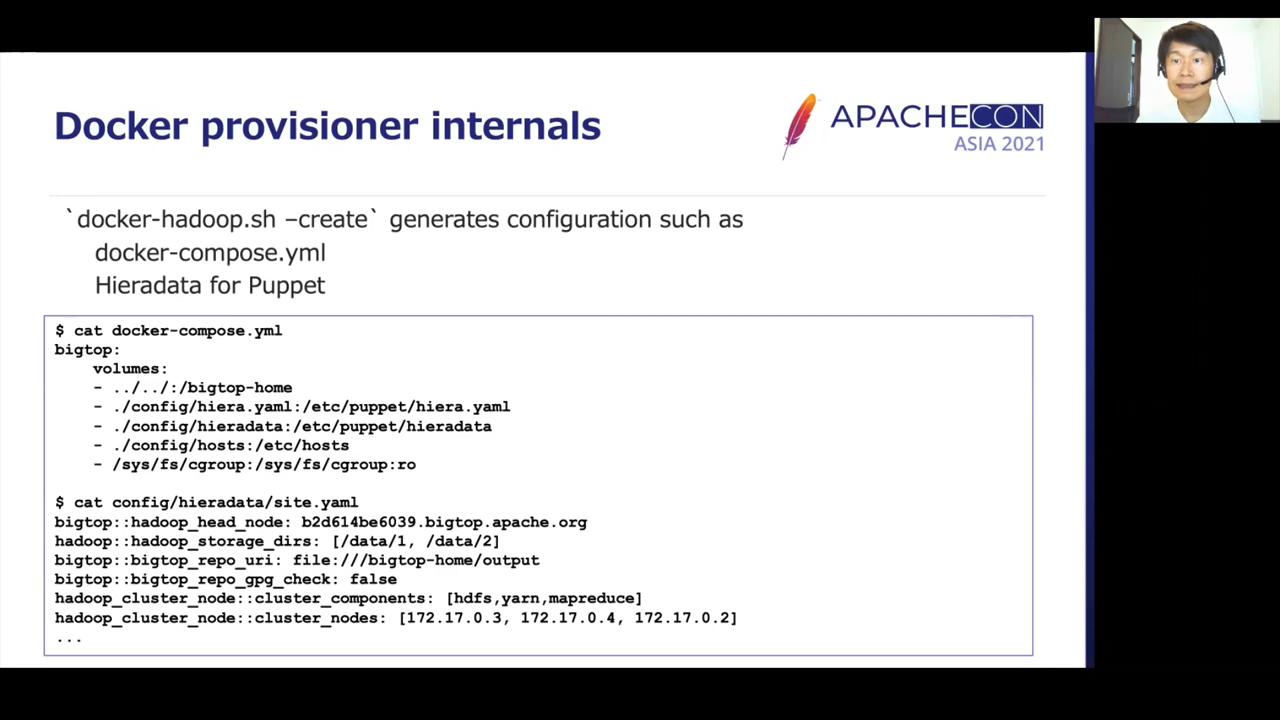 Docker provisioner internals
APACHECON
ASIA 2021
`docker-hadoop.sh –create` generates configuration such as
docker-compose.yml
Hieradata for Puppet
$ cat docker-compose.yml
bigtop:
    volumes:
    - ../../:/bigtop-home
    - ./config/hiera.yaml:/etc/puppet/hiera.yaml
    - ./config/hieradata:/etc/puppet/hieradata
    - ./config/hosts:/etc/hosts
    - /sys/fs/cgroup:/sys/fs/cgroup:ro
$ cat config/hieradata/site.yaml
bigtop::hadoop_head_node: b2d614be6039.bigtop.apache.org
hadoop::hadoop_storage_dirs: [/data/1, /data/2]
bigtop::bigtop_repo_uri: file:///bigtop-home/output
bigtop::bigtop_repo_gpg_check: false
hadoop_cluster_node::cluster_components: [hdfs,yarn,mapreduce]
hadoop_cluster_node::cluster_nodes: [172.17.0.3, 172.17.0.4, 172.17.0.2]
...